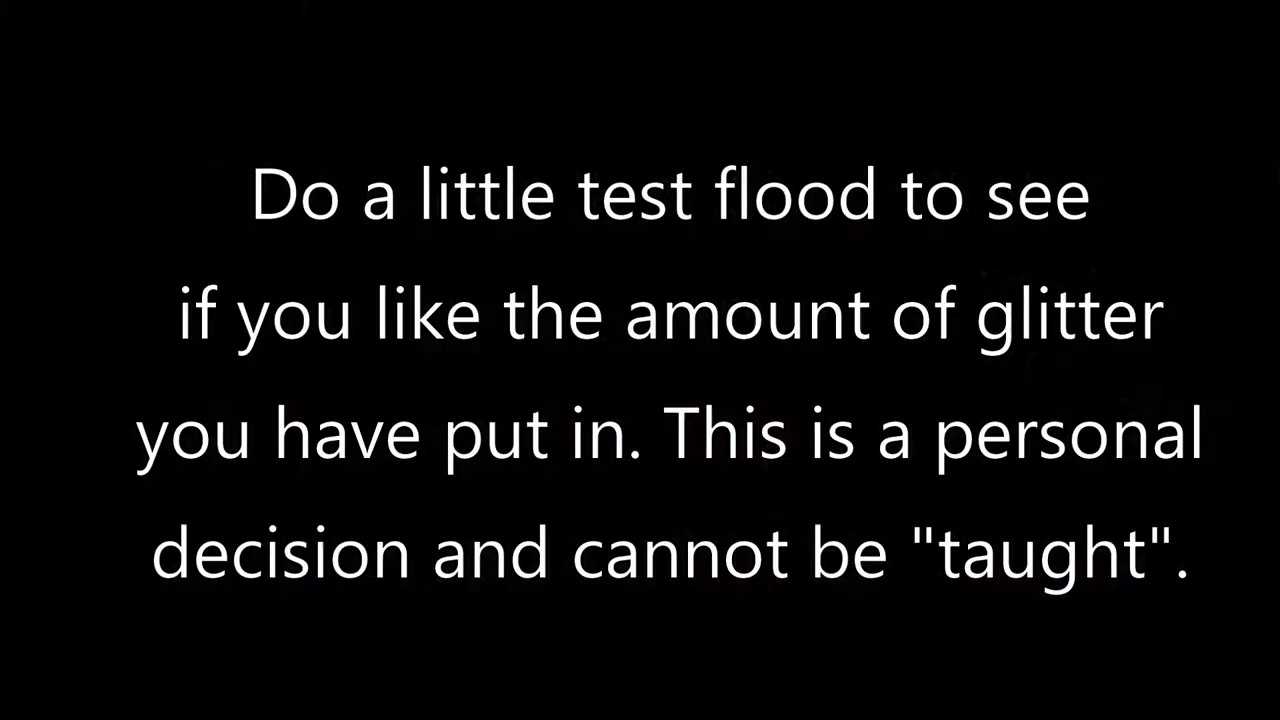 Do a little test flood to see
if you like the amount of glitter
you have put in. This is a personal
decision and cannot be "taught".